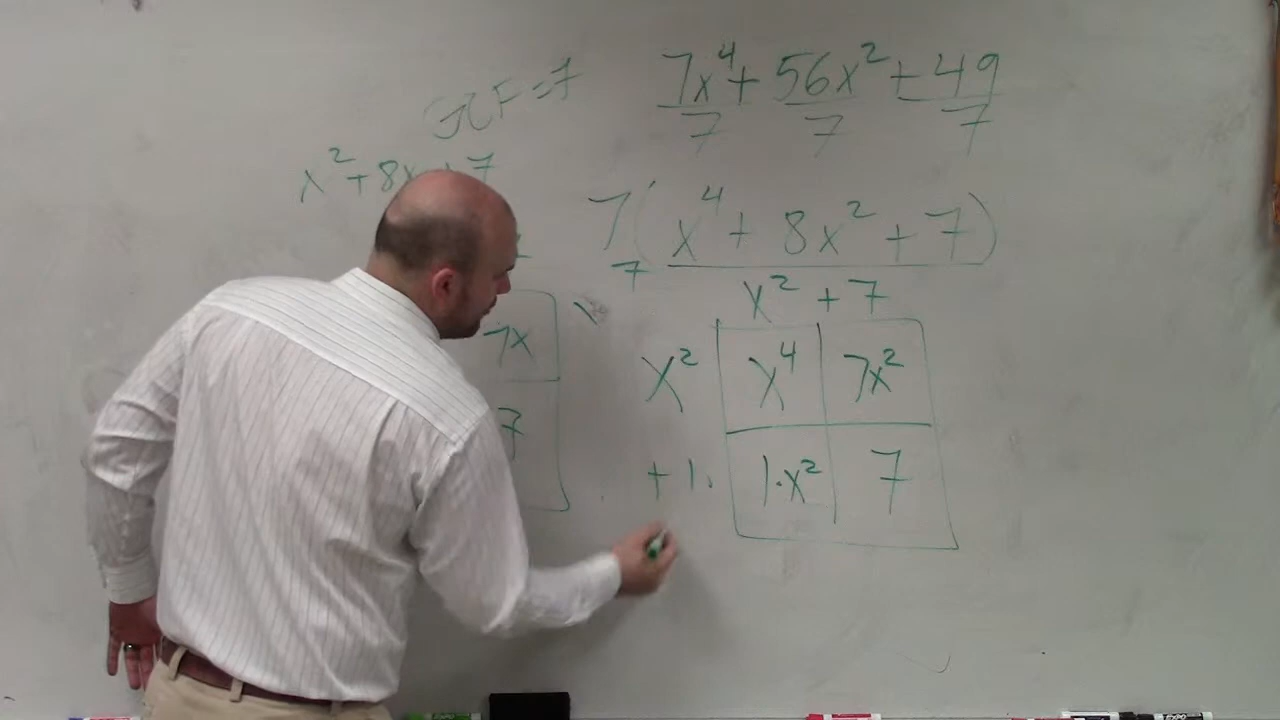 GCF=7
7x⁴ + 56x² + 49
7 7 7
x² + 8x + 7
7(x⁴ + 8x² + 7)
7
x² + 7
7x
x² x⁴ 7x²
7
+ 1. 1·x² 7